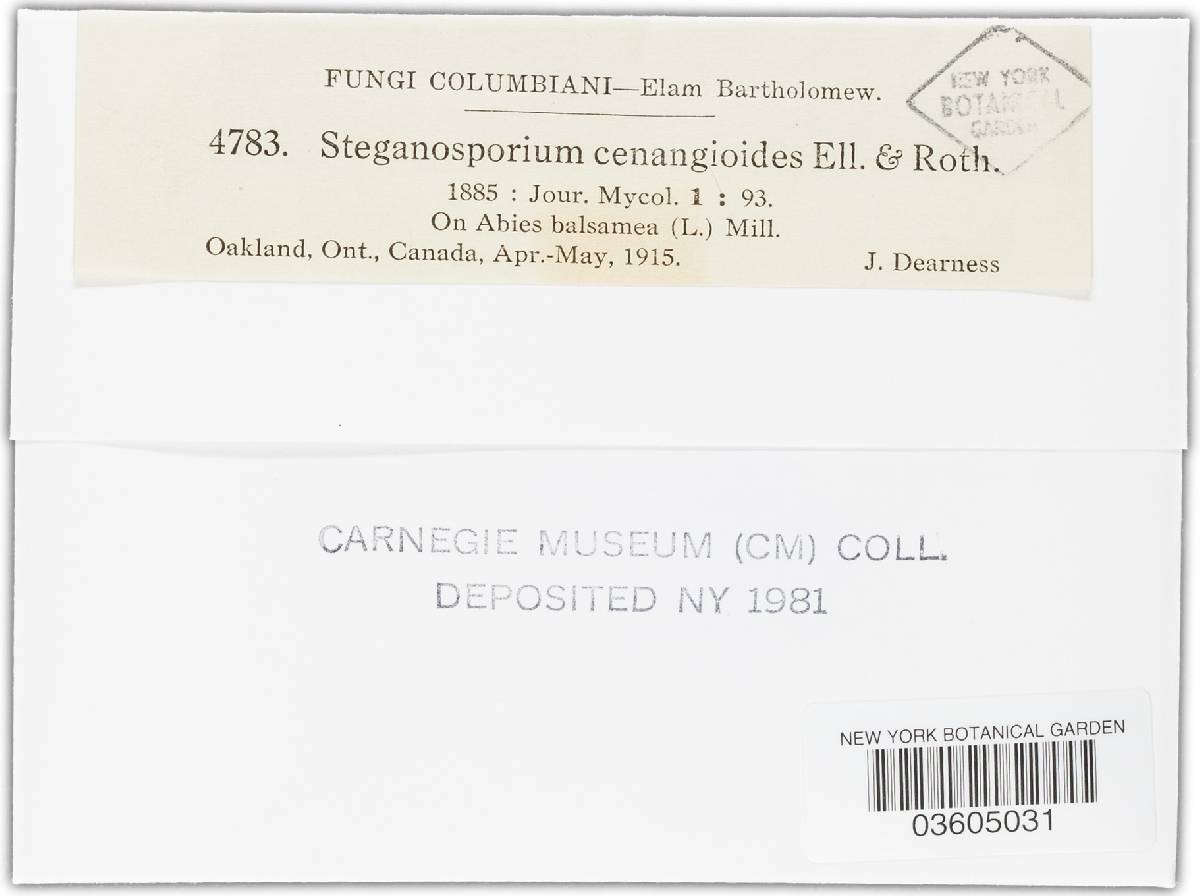 FUNGI COLUMBIANI—Elam Bartholomew.
NEW YORK
BOTANICAL
GARDEN
4783. Steganosporium cenangioides Ell. & Roth.
1885 : Jour. Mycol. 1 : 93.
On Abies balsamea (L.) Mill.
Oakland, Ont., Canada, Apr.-May, 1915. J. Dearness
CARNEGIE MUSEUM (CM) COLL.
DEPOSITED NY 1981
NEW YORK BOTANICAL GARDEN
03605031